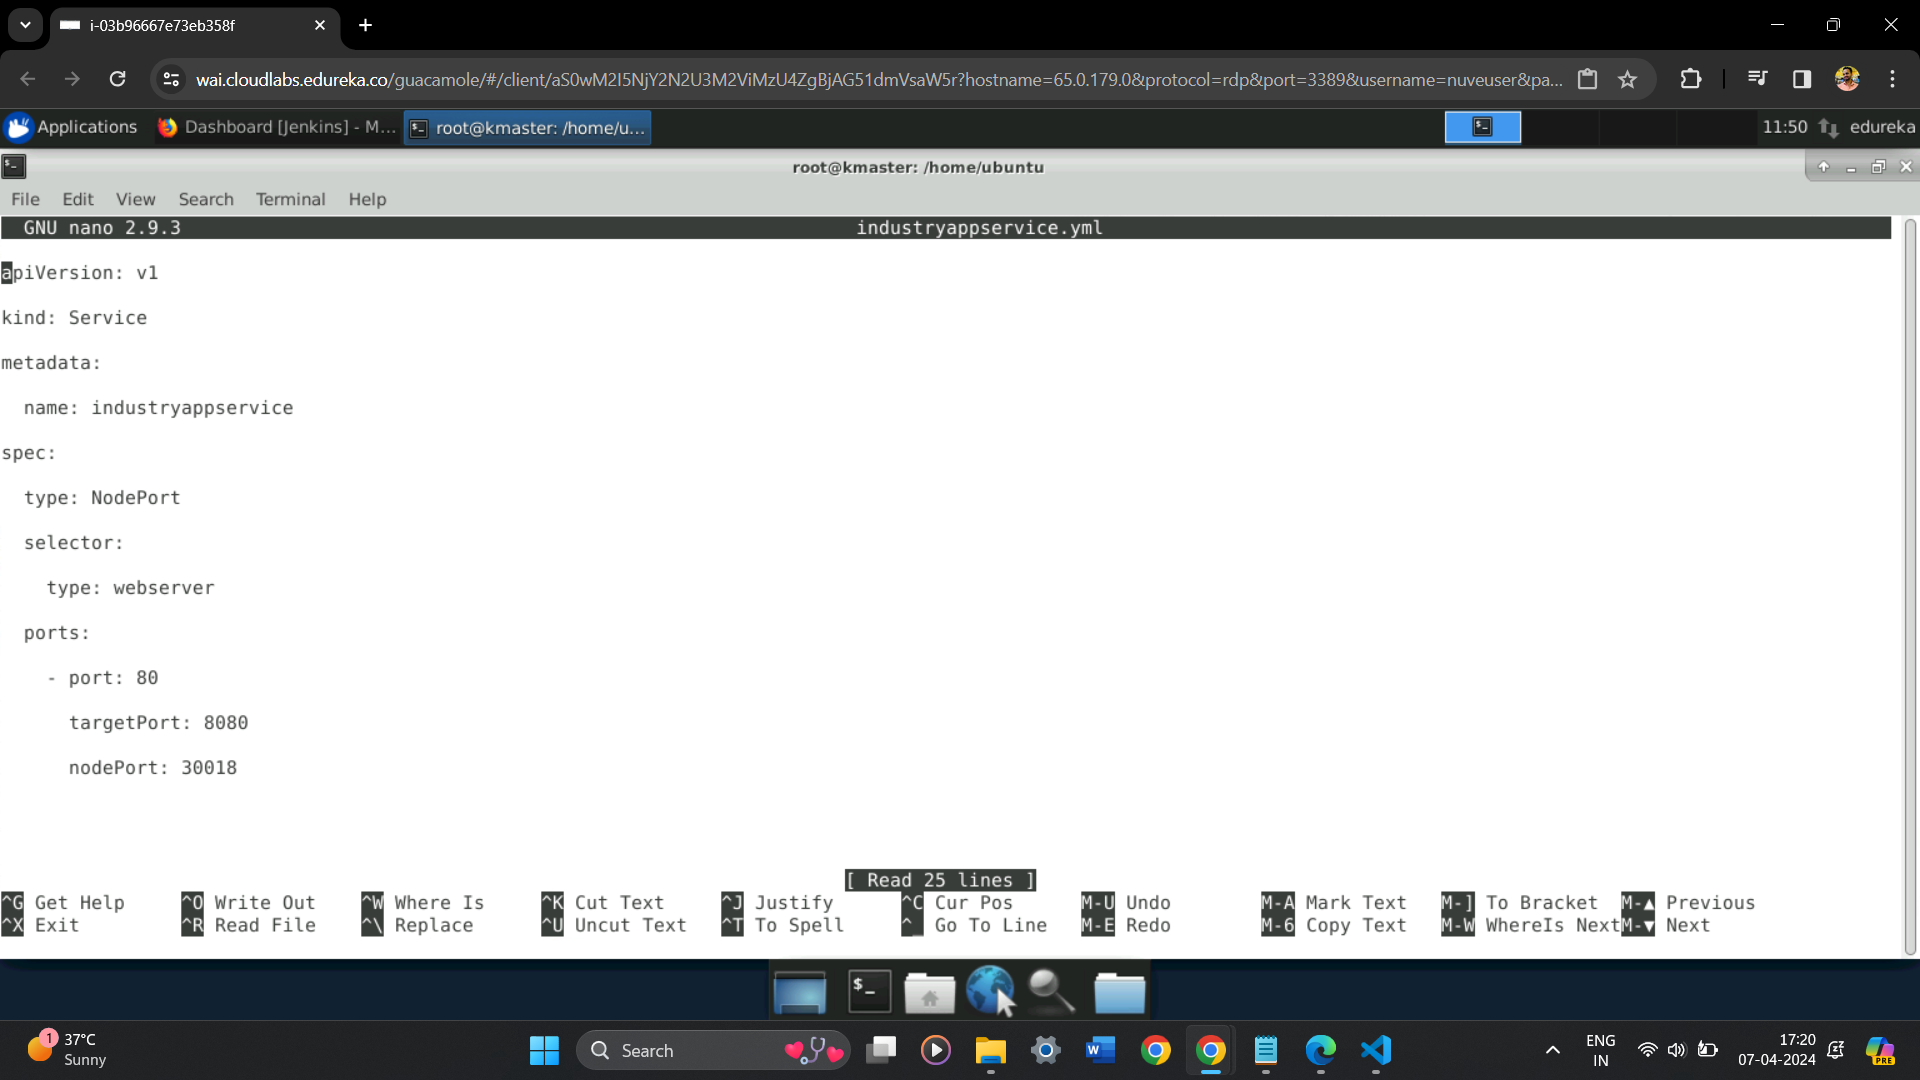 i-03b96667e73eb358f
wai.cloudlabs.edureka.co/guacamole/#/client/aS0wM2I5NjY2N2U3M2ViMzU4ZgBjAG51dmVsaW5r?hostname=65.0.179.0&protocol=rdp&port=3389&username=nuveuser&pa...
Applications
Dashboard [Jenkins] - M...
root@kmaster: /home/u...
11:50
edureka
root@kmaster: /home/ubuntu
File Edit View Search Terminal Help
GNU nano 2.9.3 industryappservice.yml
apiVersion: v1
kind: Service
metadata:
  name: industryappservice
spec:
  type: NodePort
  selector:
    type: webserver
  ports:
    - port: 80
      targetPort: 8080
      nodePort: 30018
[ Read 25 lines ]
^G Get Help ^O Write Out ^W Where Is ^K Cut Text ^J Justify ^C Cur Pos M-U Undo M-A Mark Text M-] To Bracket M-▲ Previous
^X Exit ^R Read File ^\ Replace ^U Uncut Text ^T To Spell ^_ Go To Line M-E Redo M-6 Copy Text M-W WhereIs Next M-▼ Next
$_
1
37°C
Sunny
Search
W
PRE
ENG
IN
17:20
07-04-2024